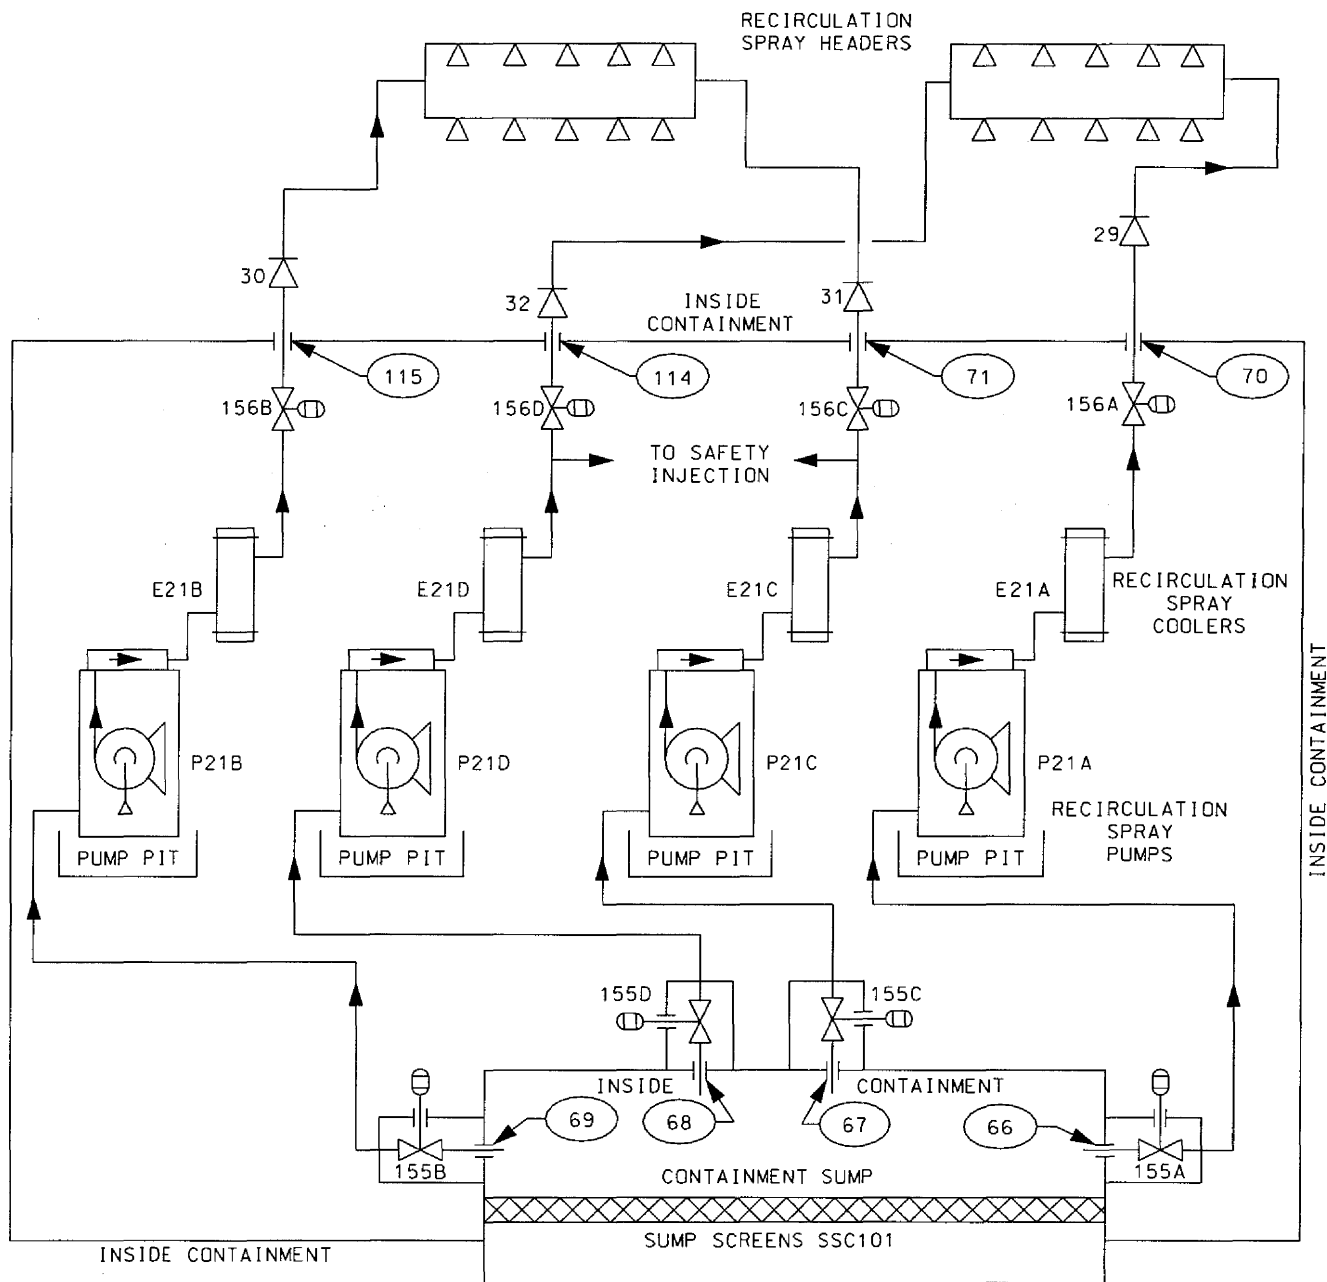 RECIRCULATION
SPRAY HEADERS
29
30
32
31
INSIDE
CONTAINMENT
115
114
71
70
156B
156D
156C
156A
TO SAFETY
INJECTION
E21B
E21D
E21C
E21A
RECIRCULATION
SPRAY
COOLERS
INSIDE CONTAINMENT
P21B
P21D
P21C
P21A
RECIRCULATION
SPRAY
PUMPS
PUMP PIT
PUMP PIT
PUMP PIT
PUMP PIT
155D
155C
INSIDE
CONTAINMENT
69
68
67
66
155B
155A
CONTAINMENT SUMP
SUMP SCREENS SSC101
INSIDE CONTAINMENT